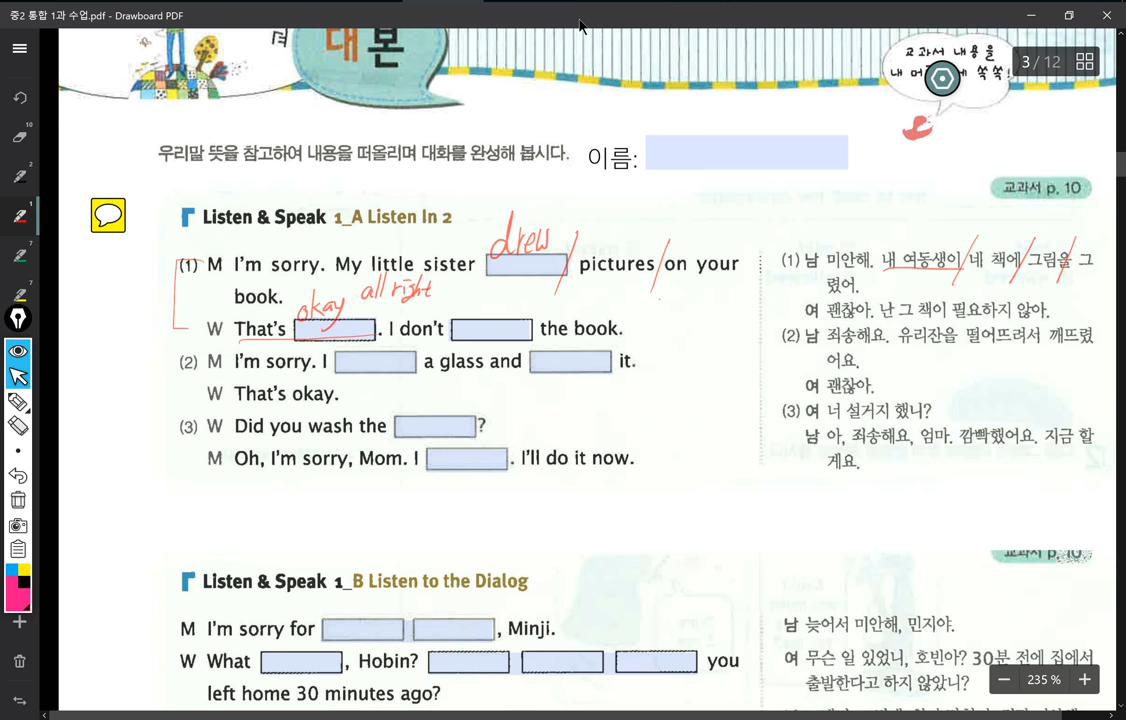 중2 통합 1과 수업.pdf - Drawboard PDF
대본
교과서 내용을
내 머 쏙쏙!
3 / 12
우리말 뜻을 참고하여 내용을 떠올리며 대화를 완성해 봅시다. 이름:
교과서 p. 10
Listen & Speak 1_A Listen In 2
drew
(1) M I'm sorry. My little sister pictures on your
book.
okay all right
W That's . I don't the book.
(2) M I'm sorry. I a glass and it.
W That's okay.
(3) W Did you wash the ?
M Oh, I'm sorry, Mom. I . I'll do it now.
(1) 남 미안해. 내 여동생이 네 책에 그림을 그
렸어.
여 괜찮아. 난 그 책이 필요하지 않아.
(2) 남 죄송해요. 유리잔을 떨어뜨려서 깨뜨렸
어요.
여 괜찮아.
(3) 여 너 설거지 했니?
남 아, 죄송해요, 엄마. 깜빡했어요. 지금 할
게요.
교과서 p. 10
Listen & Speak 1_B Listen to the Dialog
M I'm sorry for , Minji.
W What , Hobin? you
left home 30 minutes ago?
남 늦어서 미안해, 민지야.
여 무슨 일 있었니, 호빈아? 30분 전에 집에서
출발한다고 하지 않았니?
235 %
10
2
1
7
7